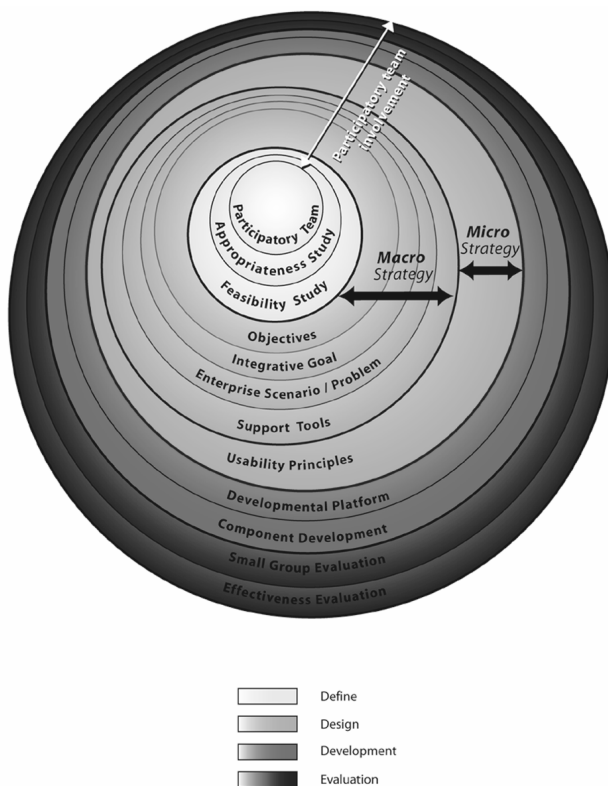 Participatory team
involvement
Participatory Team
Appropriateness Study
Feasibility Study
Micro
Strategy
Macro
Strategy
Objectives
Integrative Goal
Enterprise Scenario / Problem
Support Tools
Usability Principles
Developmental Platform
Component Development
Small Group Evaluation
Effectiveness Evaluation
Define
Design
Development
Evaluation